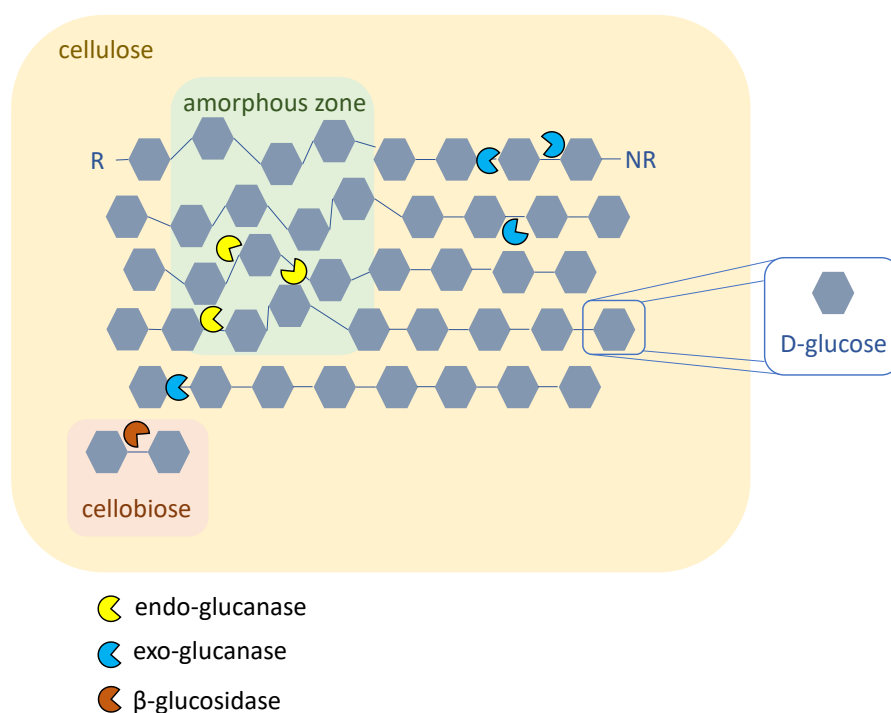 cellulose
amorphous zone
R
NR
D-glucose
cellobiose
endo-glucanase
exo-glucanase
β-glucosidase